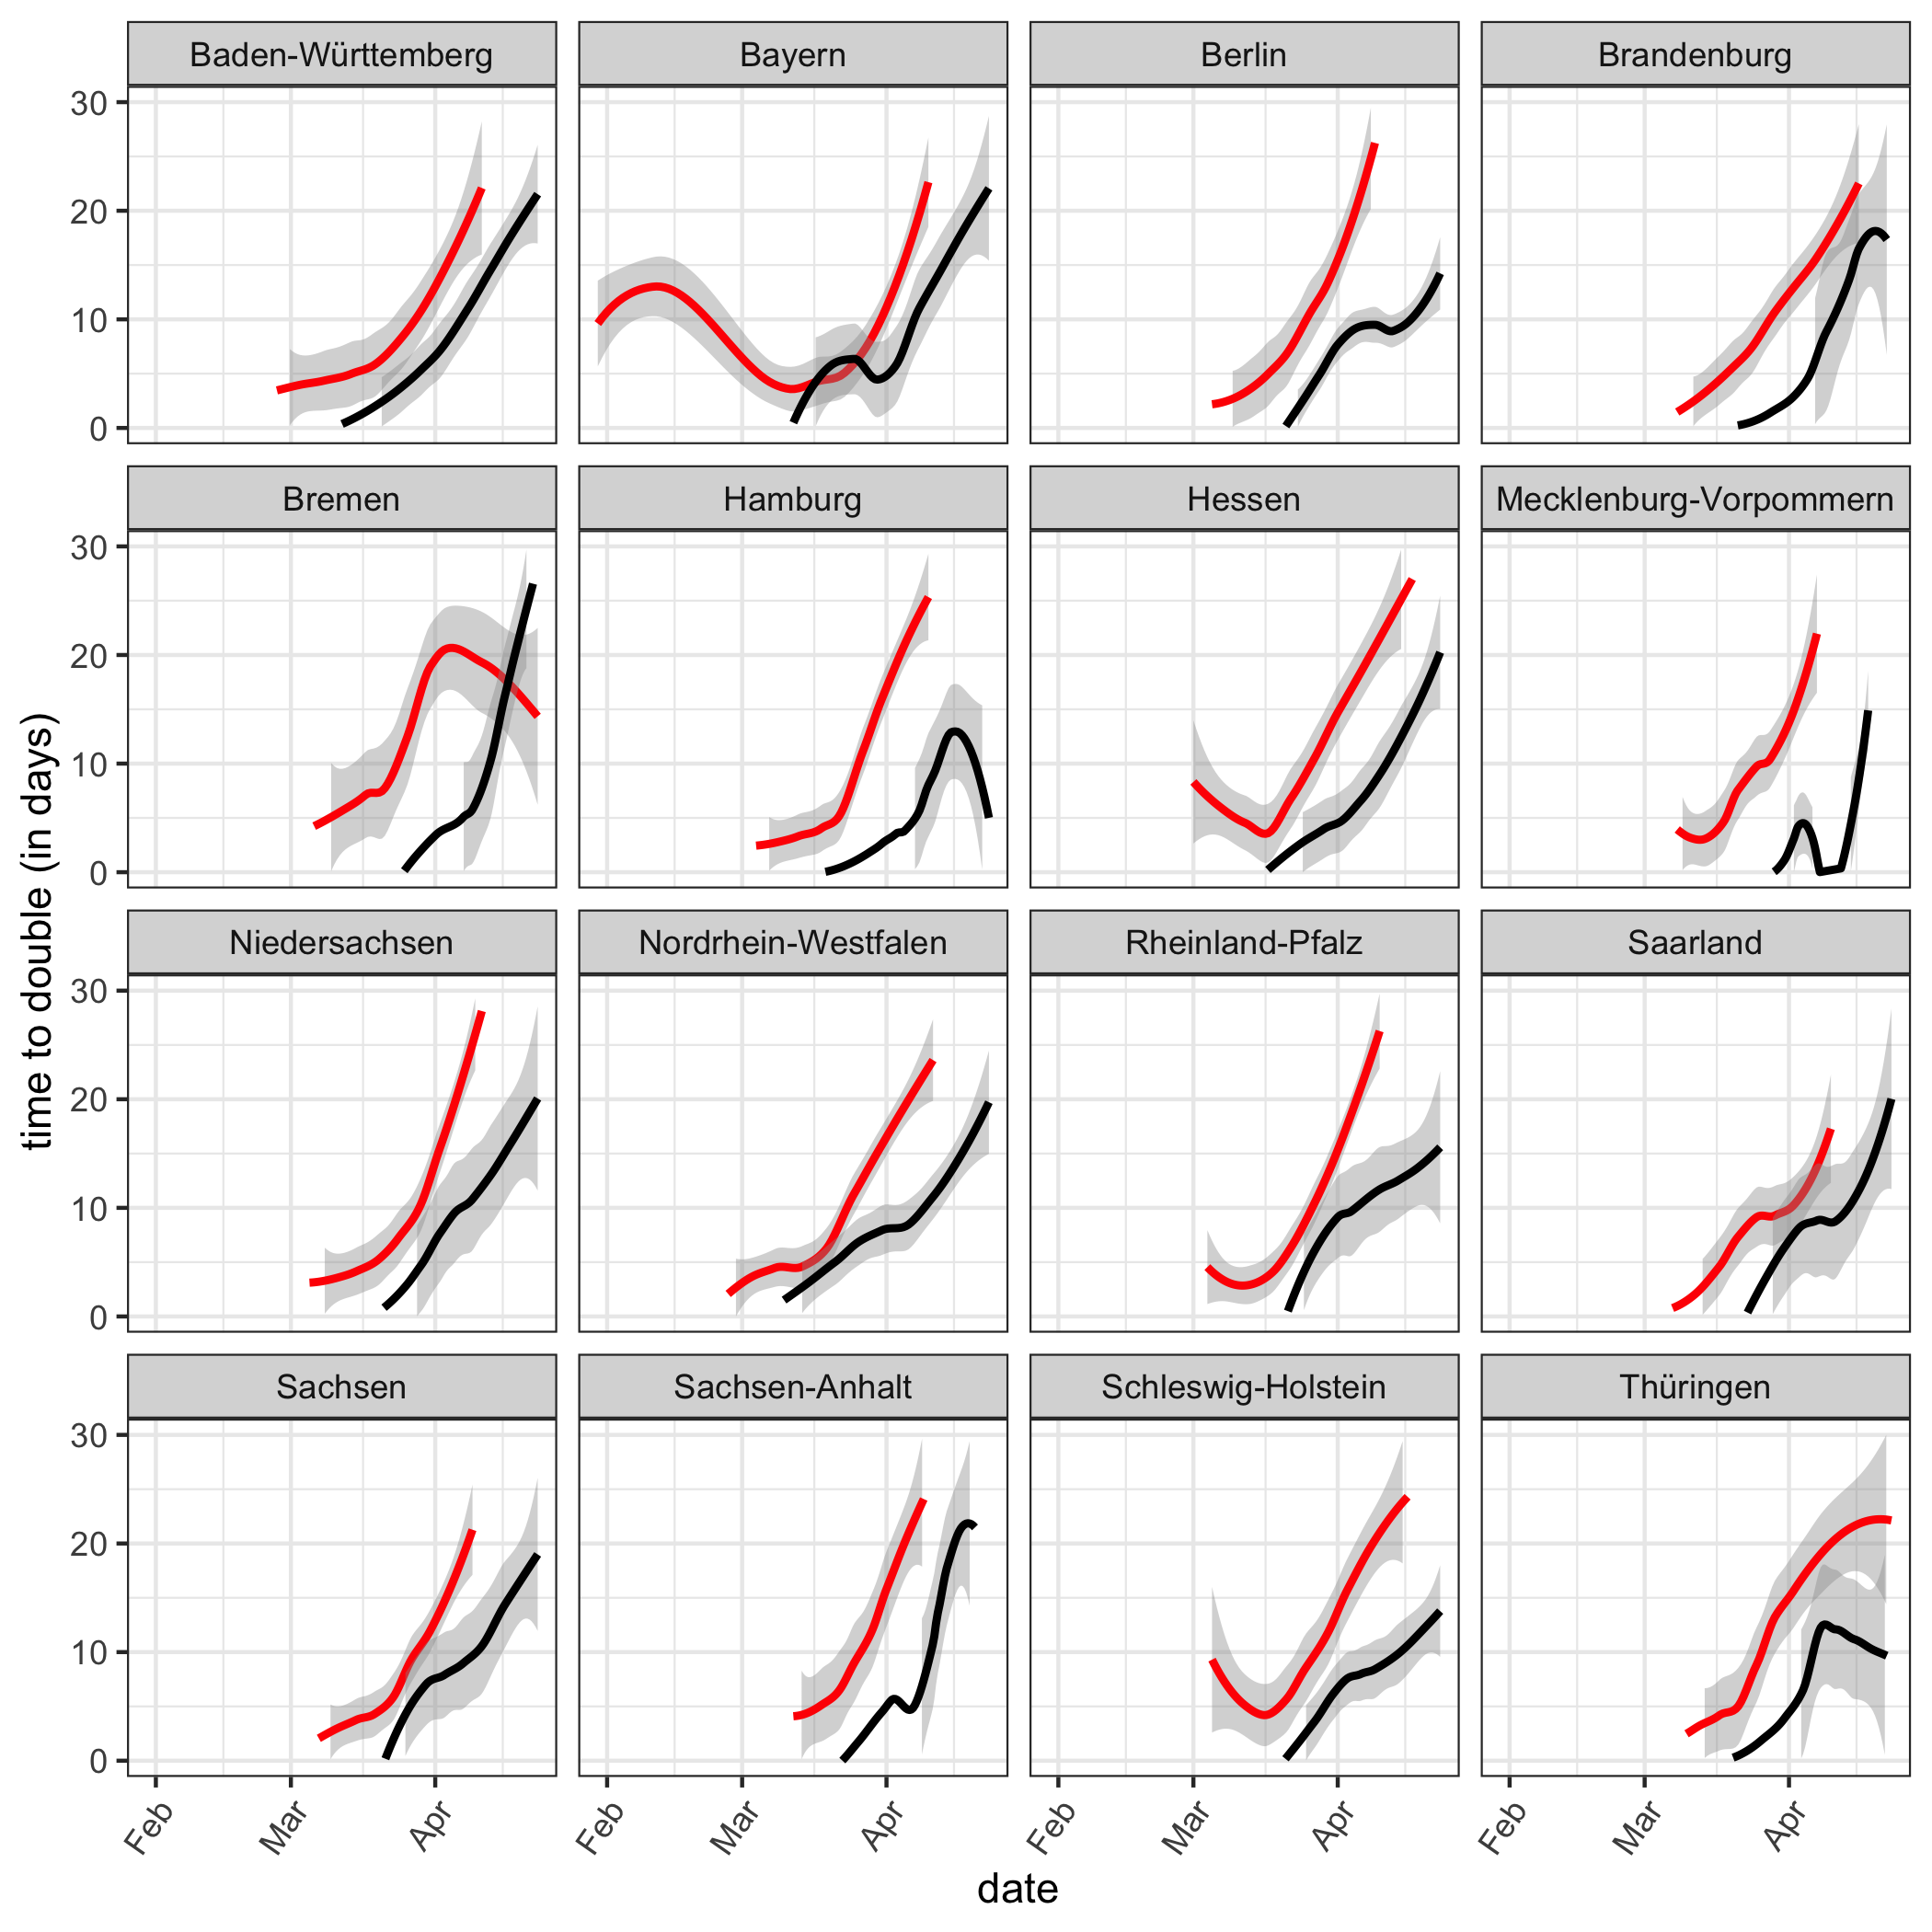 Baden-Württemberg
Bayern
Berlin
Brandenburg
30
20
10
0
Bremen
Hamburg
Hessen
Mecklenburg-Vorpommern
30
20
10
0
Niedersachsen
Nordrhein-Westfalen
Rheinland-Pfalz
Saarland
30
20
10
0
Sachsen
Sachsen-Anhalt
Schleswig-Holstein
Thüringen
30
20
10
0
Feb
Mar
Apr
Feb
Mar
Apr
Feb
Mar
Apr
Feb
Mar
Apr
date
time to double (in days)